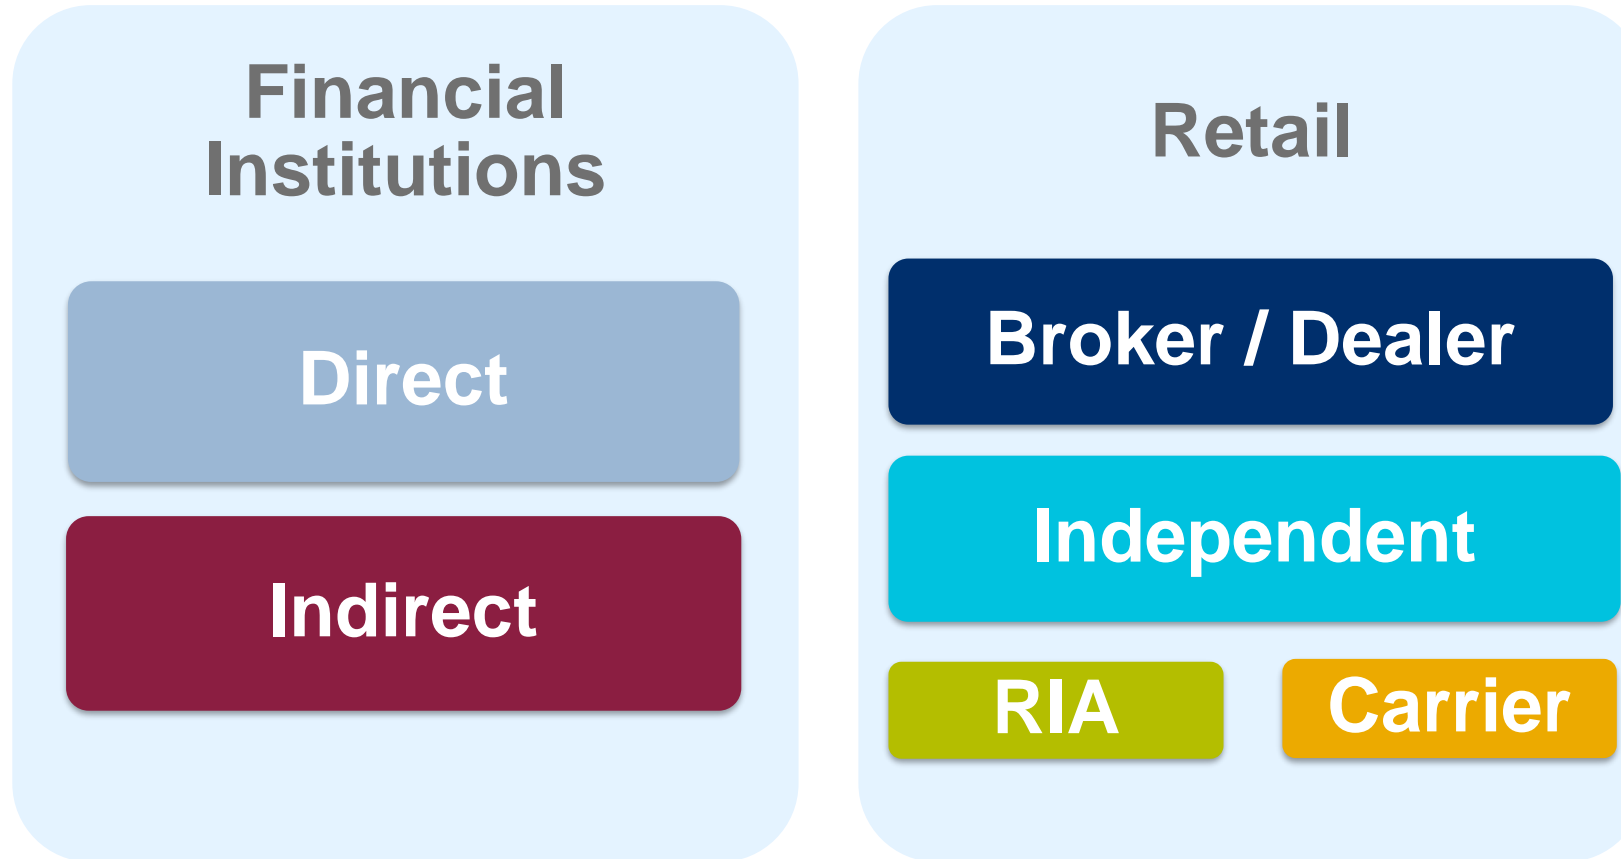 Financial
Institutions
Direct
Indirect
Retail
Broker / Dealer
Independent
RIA
Carrier